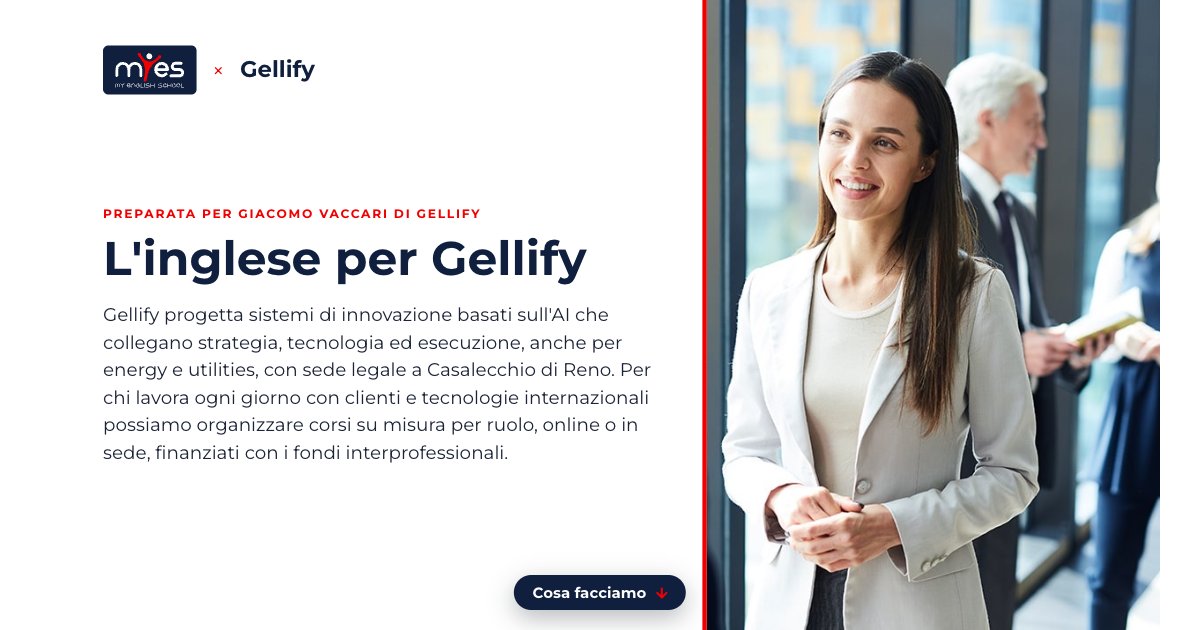 myes
MY ENGLISH SCHOOL
× Gellify
PREPARATA PER GIACOMO VACCARI DI GELLIFY
L'inglese per Gellify
Gellify progetta sistemi di innovazione basati sull'AI che
collegano strategia, tecnologia ed esecuzione, anche per
energy e utilities, con sede legale a Casalecchio di Reno. Per
chi lavora ogni giorno con clienti e tecnologie internazionali
possiamo organizzare corsi su misura per ruolo, online o in
sede, finanziati con i fondi interprofessionali.
Cosa facciamo ↓